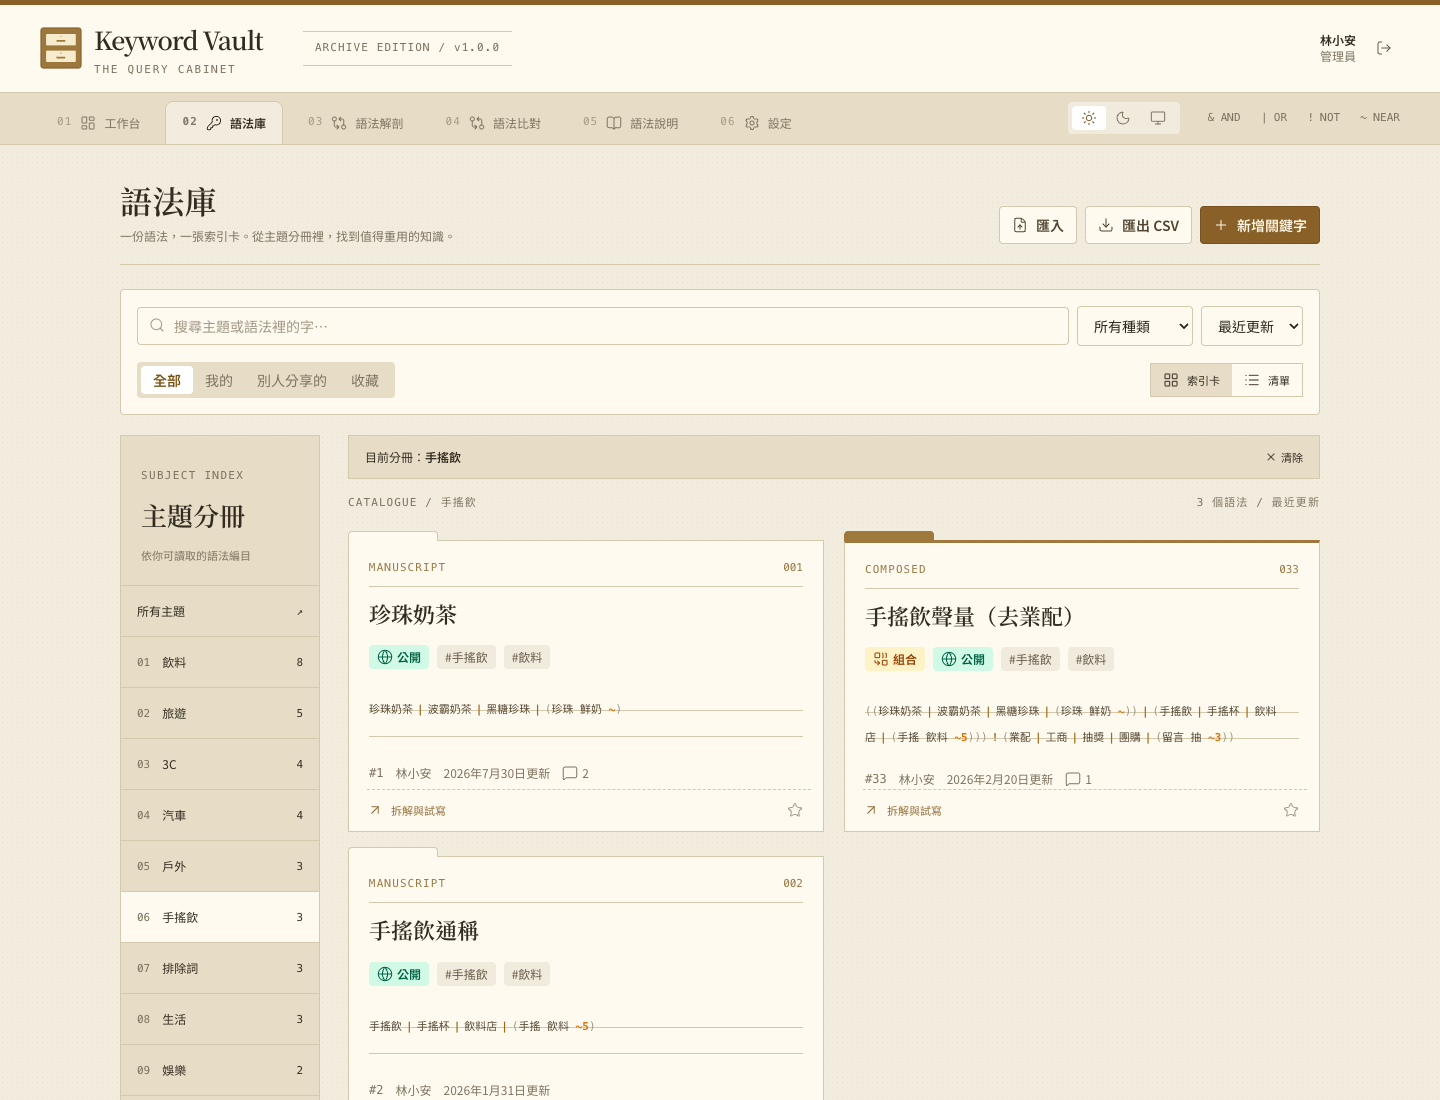 Keyword Vault
THE QUERY CABINET
ARCHIVE EDITION / v1.0.0
林小安
管理員
01 工作台
02 語法庫
03 語法解剖
04 語法比對
05 語法說明
06 設定
& AND | OR ! NOT ~ NEAR
語法庫
一份語法，一張索引卡。從主題分冊裡，找到值得重用的知識。
匯入
匯出 CSV
新增關鍵字
搜尋主題或語法裡的字…
所有種類
最近更新
全部 我的 別人分享的 收藏
索引卡 清單
SUBJECT INDEX
主題分冊
依你可讀取的語法編目
所有主題 ↗
01 飲料 8
02 旅遊 5
03 3C 4
04 汽車 4
05 戶外 3
06 手搖飲 3
07 排除詞 3
08 生活 3
09 娛樂 2
目前分冊：手搖飲
× 清除
CATALOGUE / 手搖飲
3 個語法 / 最近更新
MANUSCRIPT 001
珍珠奶茶
公開 #手搖飲 #飲料
珍珠奶茶 | 波霸奶茶 | 黑糖珍珠 | (珍珠 鮮奶 ~)
#1 林小安 2026年7月30日更新 2
拆解與試寫
COMPOSED 033
手搖飲聲量（去業配）
組合 公開 #手搖飲 #飲料
((珍珠奶茶 | 波霸奶茶 | 黑糖珍珠 | (珍珠 鮮奶 ~)) | (手搖飲 | 手搖杯 | 飲料
店 | (手搖 飲料 ~5))) ! (業配 | 工商 | 抽獎 | 團購 | (留言 抽 ~3))
#33 林小安 2026年2月20日更新 1
拆解與試寫
MANUSCRIPT 002
手搖飲通稱
公開 #手搖飲 #飲料
手搖飲 | 手搖杯 | 飲料店 | (手搖 飲料 ~5)
#2 林小安 2026年1月31日更新